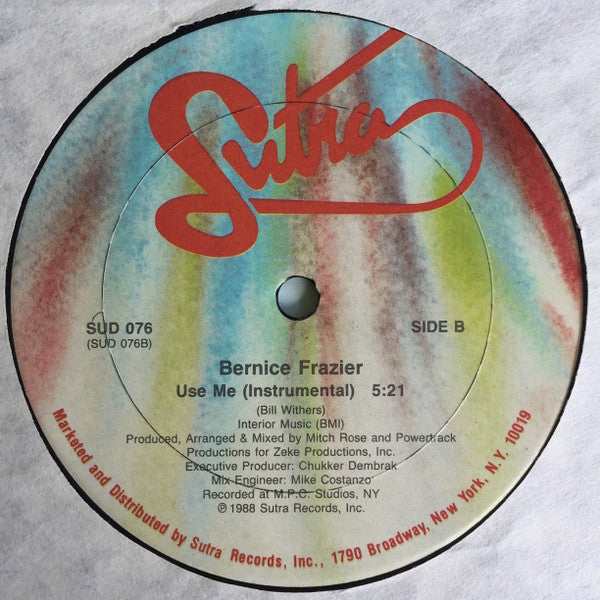 Sutra
SUD 076
(SUD 076B)
SIDE B
Bernice Frazier
Use Me (Instrumental) 5:21
(Bill Withers)
Interior Music (BMI)
Produced, Arranged & Mixed by Mitch Rose and Powertrack
Productions for Zeke Productions, Inc.
Executive Producer: Chukker Dembrak
Mix Engineer: Mike Costanzo
Recorded at M.P.C. Studios, NY
℗ 1988 Sutra Records, Inc.
Marketed and Distributed by Sutra Records, Inc., 1790 Broadway, New York, N.Y. 10019